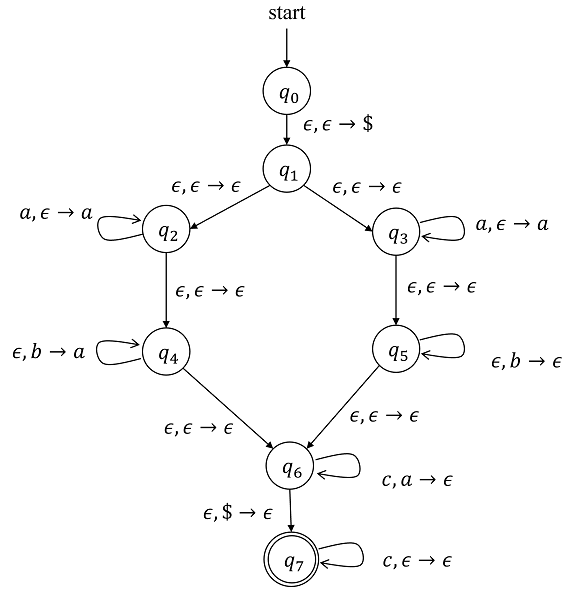 start
q0
ϵ, ϵ → $
q1
ϵ, ϵ → ϵ
ϵ, ϵ → ϵ
a, ϵ → a
q2
q3
a, ϵ → a
ϵ, ϵ → ϵ
ϵ, ϵ → ϵ
ϵ, b → a
q4
q5
ϵ, b → ϵ
ϵ, ϵ → ϵ
ϵ, ϵ → ϵ
q6
c, a → ϵ
ϵ, $ → ϵ
q7
c, ϵ → ϵ